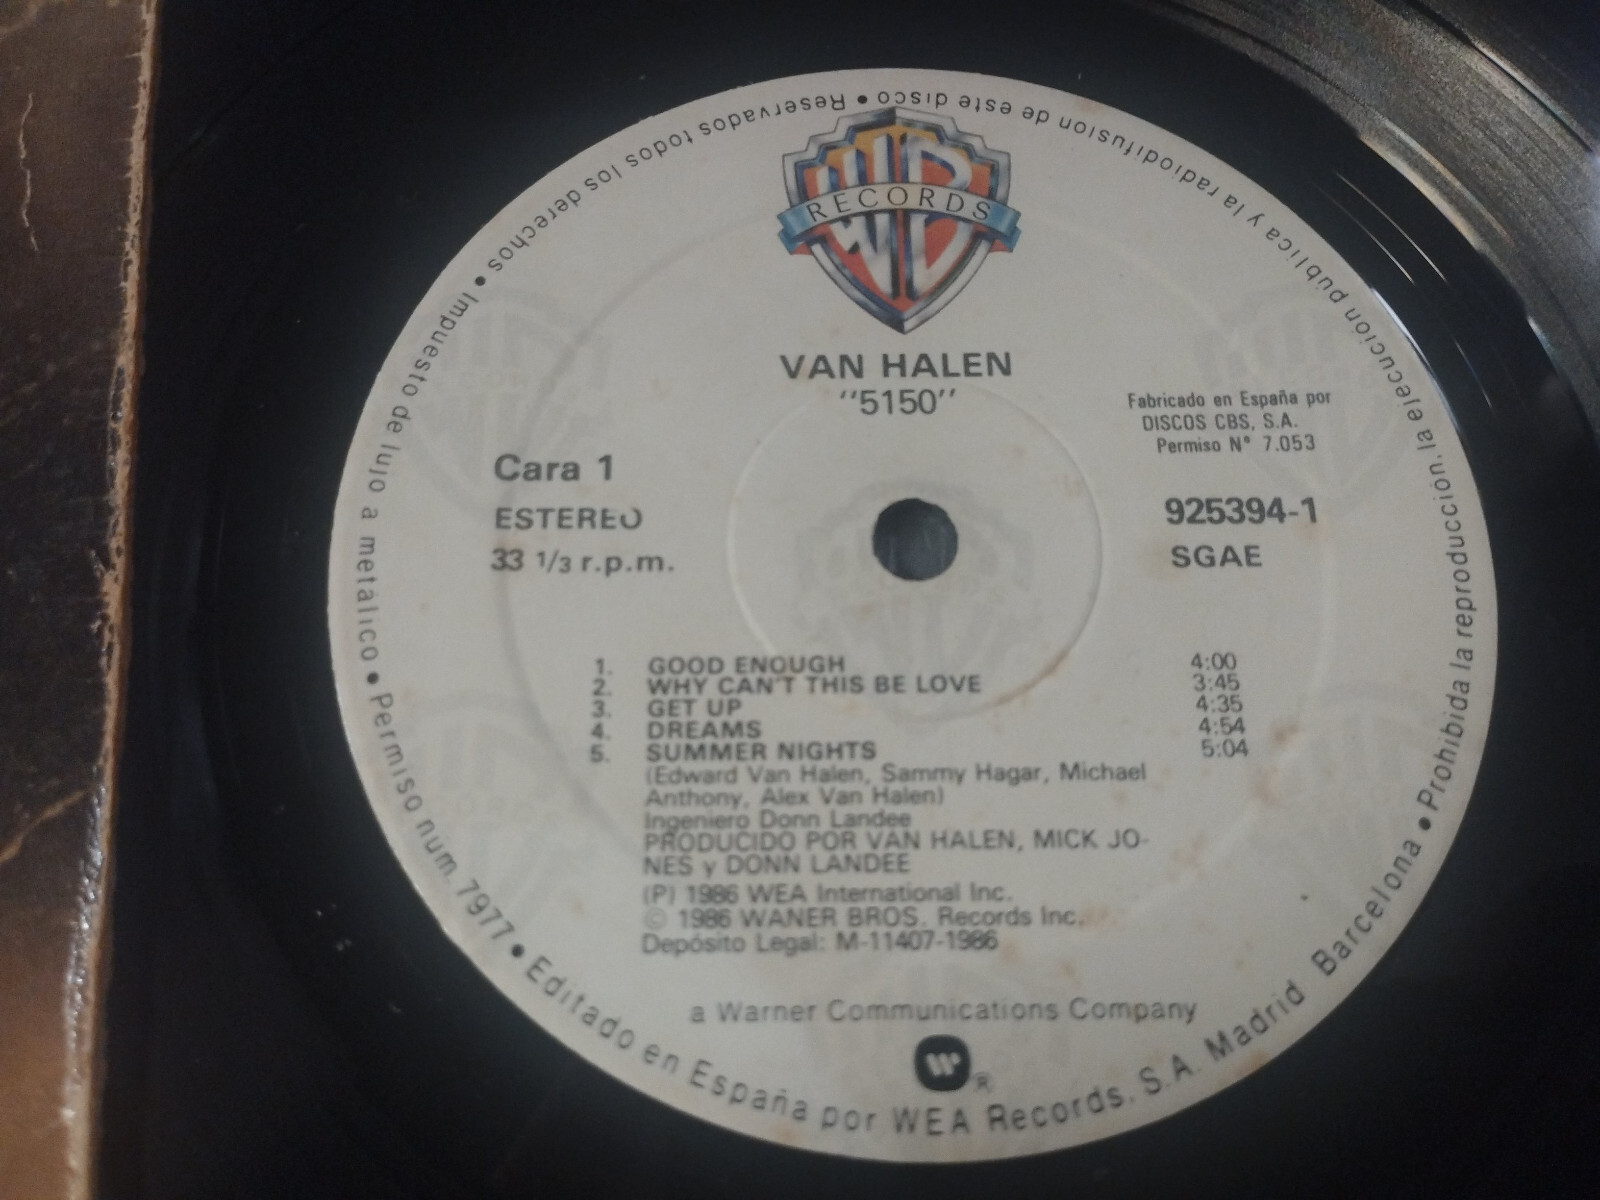 WB
RECORDS
VAN HALEN
"5150"
Fabricado en España por
DISCOS CBS, S.A.
Permiso N° 7.053
Cara 1
ESTEREO
33 1/3 r.p.m.
925394-1
SGAE
1. GOOD ENOUGH 4:00
2. WHY CAN'T THIS BE LOVE 3:45
3. GET UP 4:35
4. DREAMS 4:54
5. SUMMER NIGHTS 5:04
(Edward Van Halen, Sammy Hagar, Michael
Anthony, Alex Van Halen)
Ingeniero Donn Landee
PRODUCIDO POR VAN HALEN, MICK JO-
NES y DONN LANDEE
(P) 1986 WEA International Inc.
© 1986 WANER BROS. Records Inc.
Depósito Legal: M-11407-1986
a Warner Communications Company
®
Editado en España por WEA Records, S.A. Madrid Barcelona • Prohibida la reproducción, la ejecución pública y la radiodifusion de este disco • Reservados todos los derechos • Impuesto de lujo a metálico • Permiso num. 7977 •